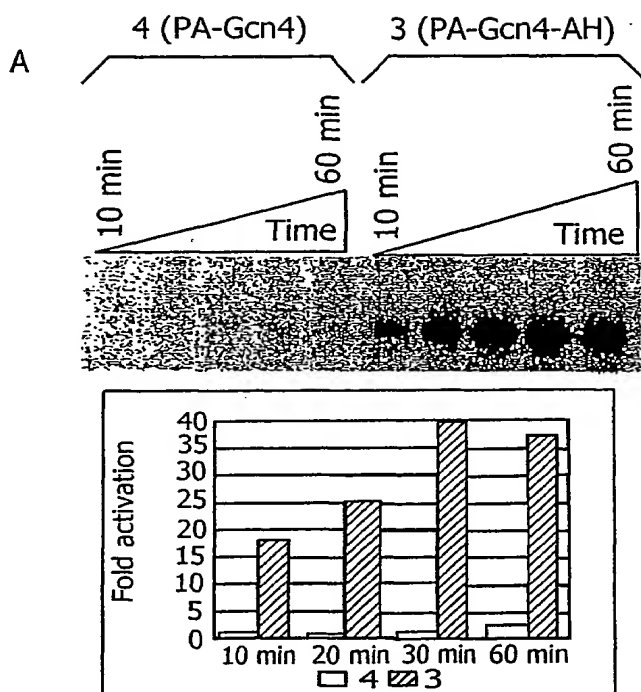 A
4 (PA-Gcn4) 3 (PA-Gcn4-AH)
10 min 60 min 10 min 60 min
Time Time
Fold activation
40
35
30
25
20
15
10
5
0
10 min 20 min 30 min 60 min
4 3